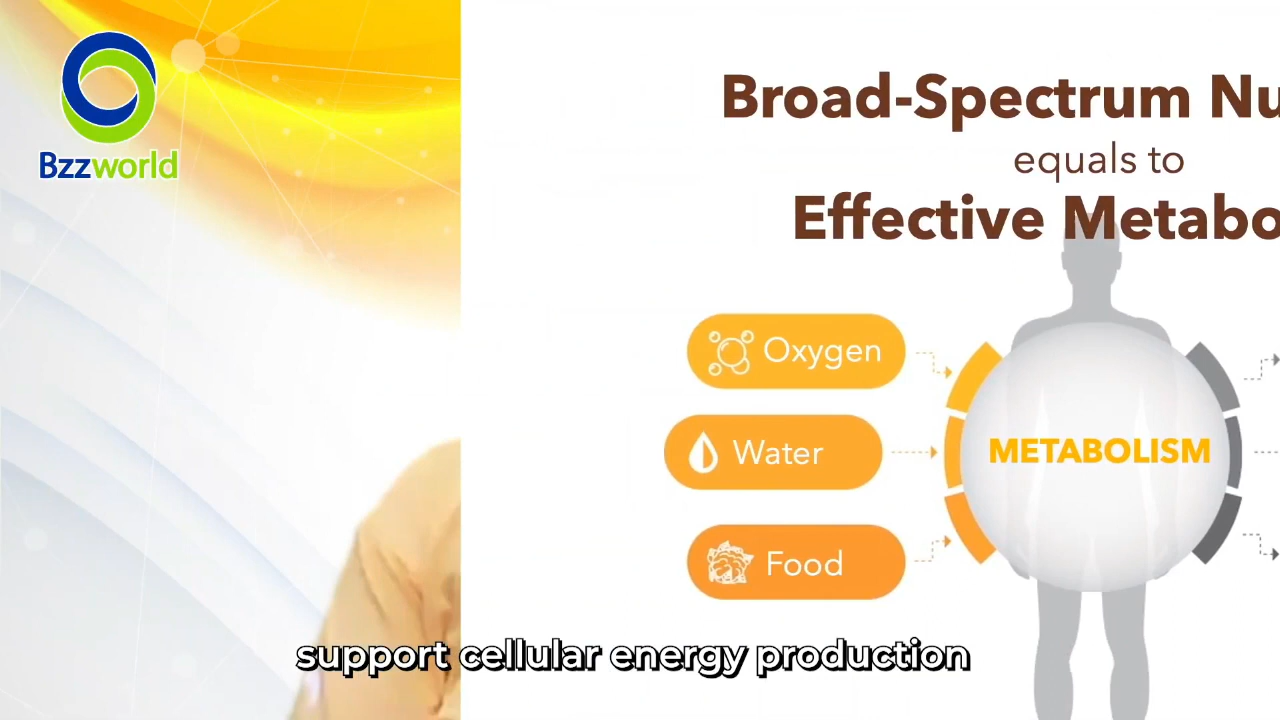 Bzzworld
Broad-Spectrum Nu
equals to
Effective Metabo
Oxygen
Water
METABOLISM
Food
support cellular energy production